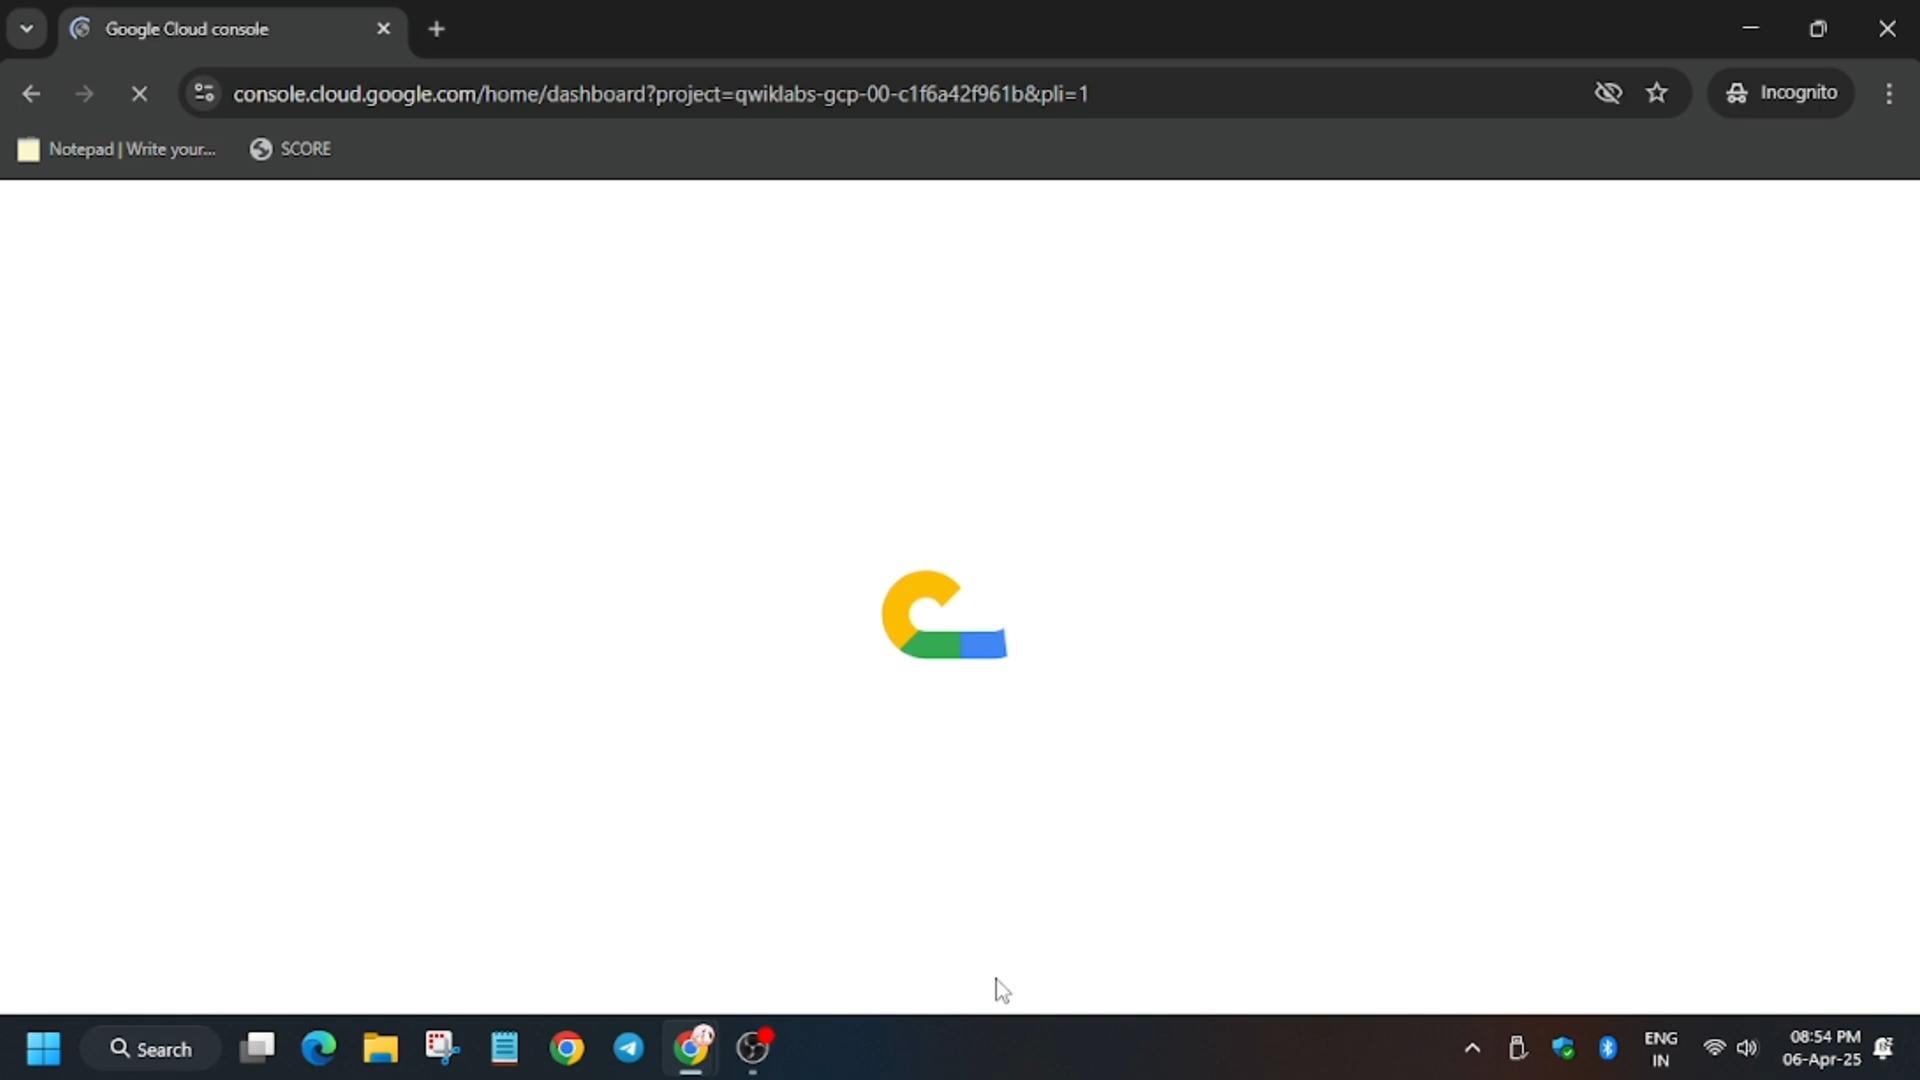 Google Cloud console
console.cloud.google.com/home/dashboard?project=qwiklabs-gcp-00-c1f6a42f961b&pli=1
Incognito
Notepad | Write your...
SCORE
Search
ENG
IN
08:54 PM
06-Apr-25